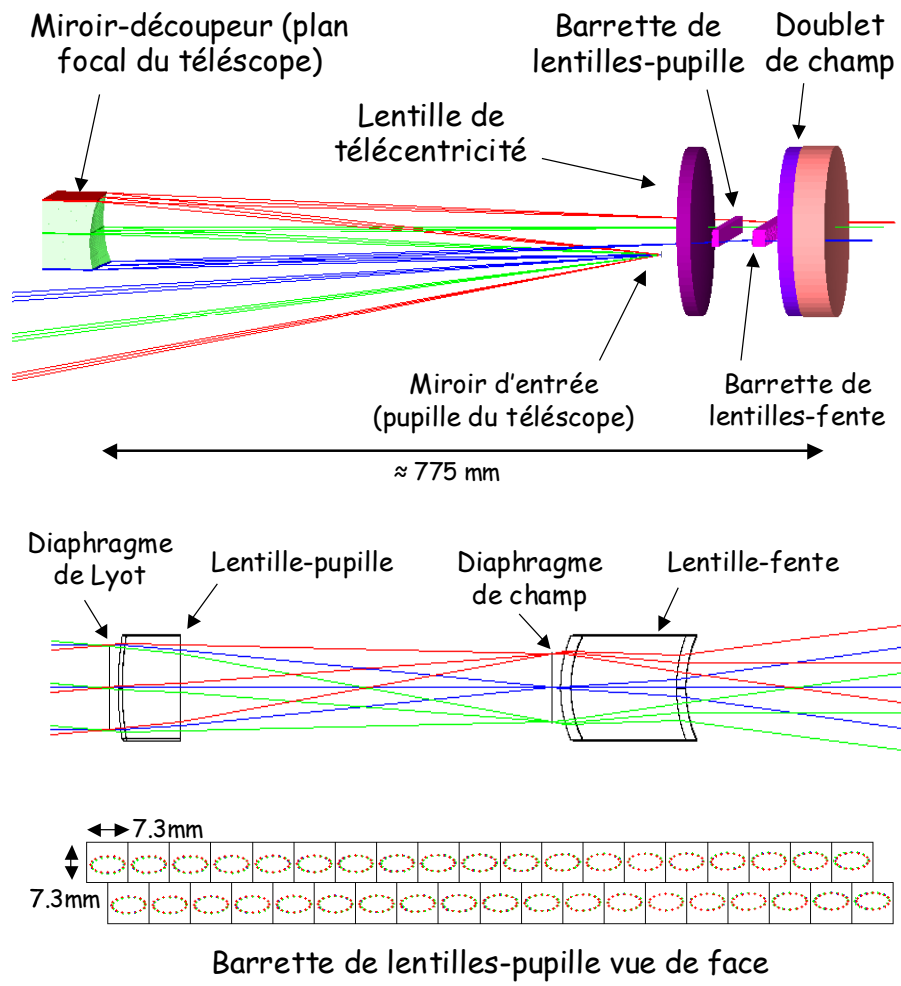 Miroir-découpeur (plan
focal du téléscope)
Barrette de
lentilles-pupille
Doublet
de champ
Lentille de
télécentricité
Miroir d'entrée
(pupille du téléscope)
Barrette de
lentilles-fente
≈ 775 mm
Diaphragme
de Lyot
Lentille-pupille
Diaphragme
de champ
Lentille-fente
7.3mm
7.3mm
Barrette de lentilles-pupille vue de face